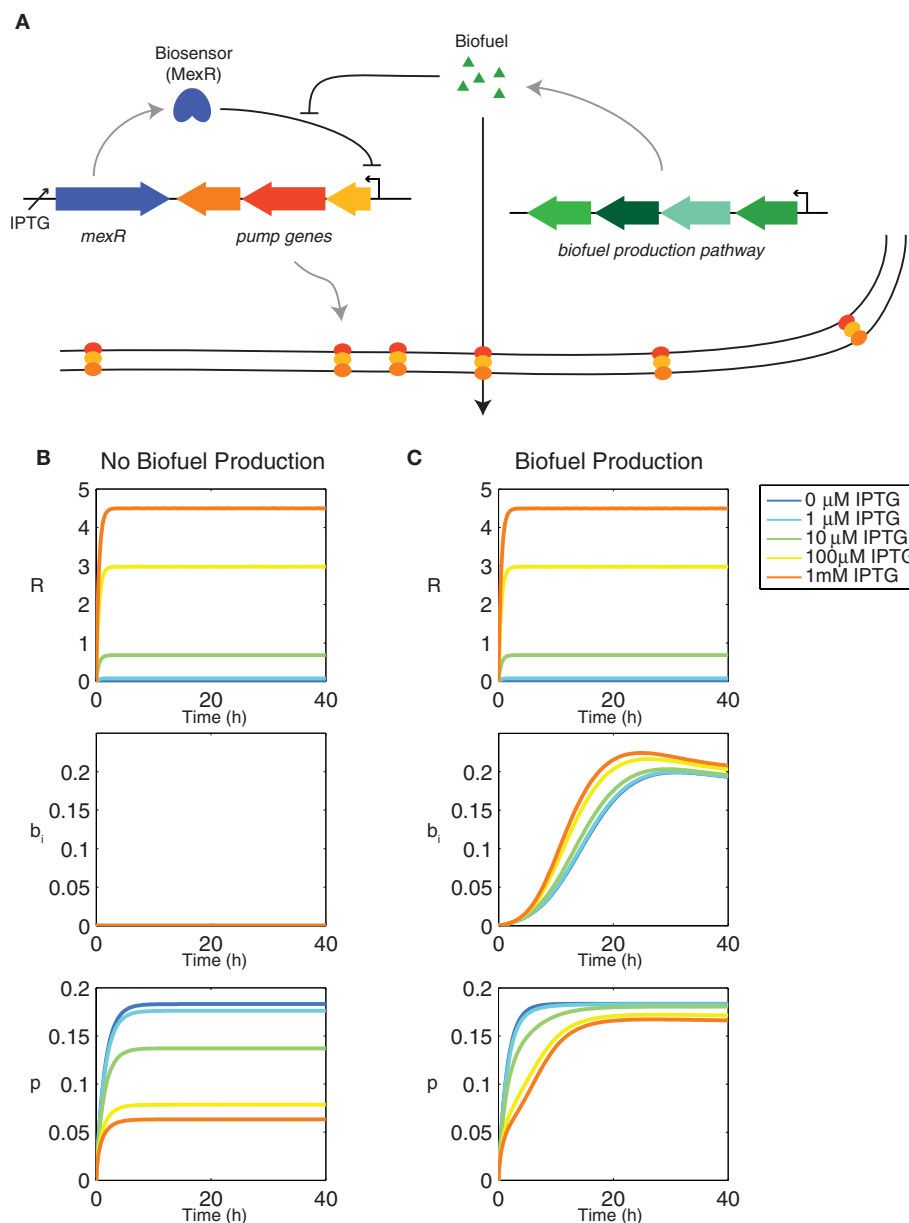 A
Biofuel
Biosensor
(MexR)
IPTG
mexR
pump genes
biofuel production pathway
B
No Biofuel Production
C
Biofuel Production
5
4
3
R
2
1
0
0
20
40
Time (h)
5
4
3
R
2
1
0
0
20
40
Time (h)
0 μM IPTG
1 μM IPTG
10 μM IPTG
100μM IPTG
1mM IPTG
0.2
0.15
0.1
bi
0.05
0
0
20
40
Time (h)
0.2
0.15
0.1
bi
0.05
0
0
20
40
Time (h)
0.2
0.15
p
0.1
0.05
0
0
20
40
Time (h)
0.2
0.15
p
0.1
0.05
0
0
20
40
Time (h)